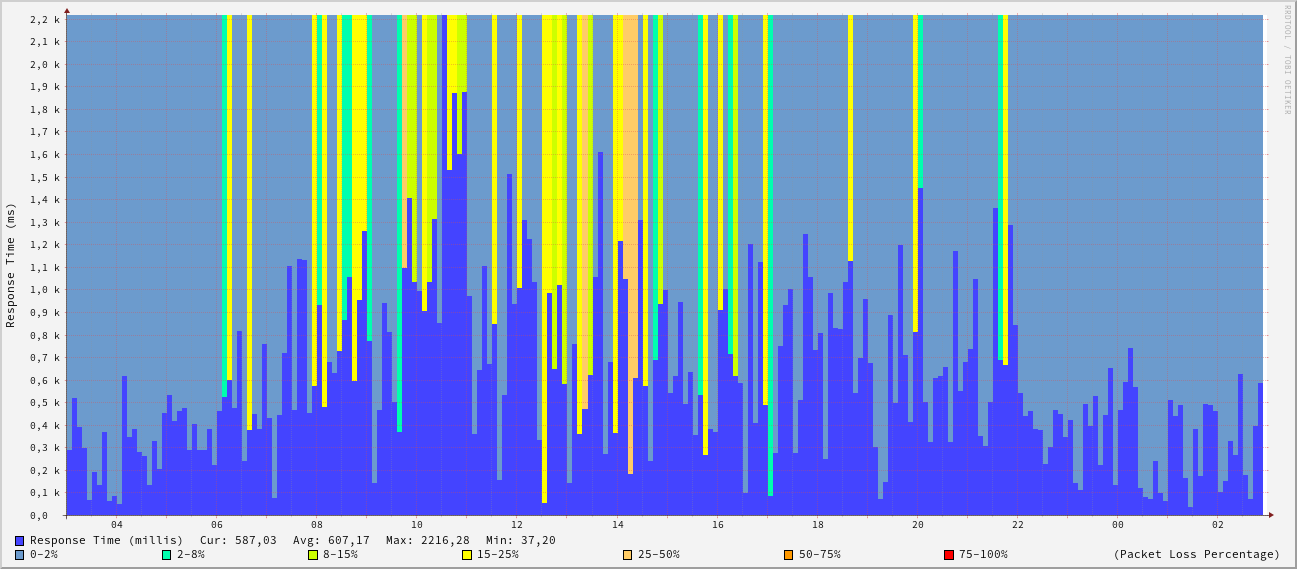 RRDTOOL / TOBI OETIKER
Response Time (ms)
2,2 k
2,1 k
2,0 k
1,9 k
1,8 k
1,7 k
1,6 k
1,5 k
1,4 k
1,3 k
1,2 k
1,1 k
1,0 k
0,9 k
0,8 k
0,7 k
0,6 k
0,5 k
0,4 k
0,3 k
0,2 k
0,1 k
0,0
04 06 08 10 12 14 16 18 20 22 00 02
Response Time (millis) Cur: 587,03 Avg: 607,17 Max: 2216,28 Min: 37,20
0-2% 2-8% 8-15% 15-25% 25-50% 50-75% 75-100% (Packet Loss Percentage)